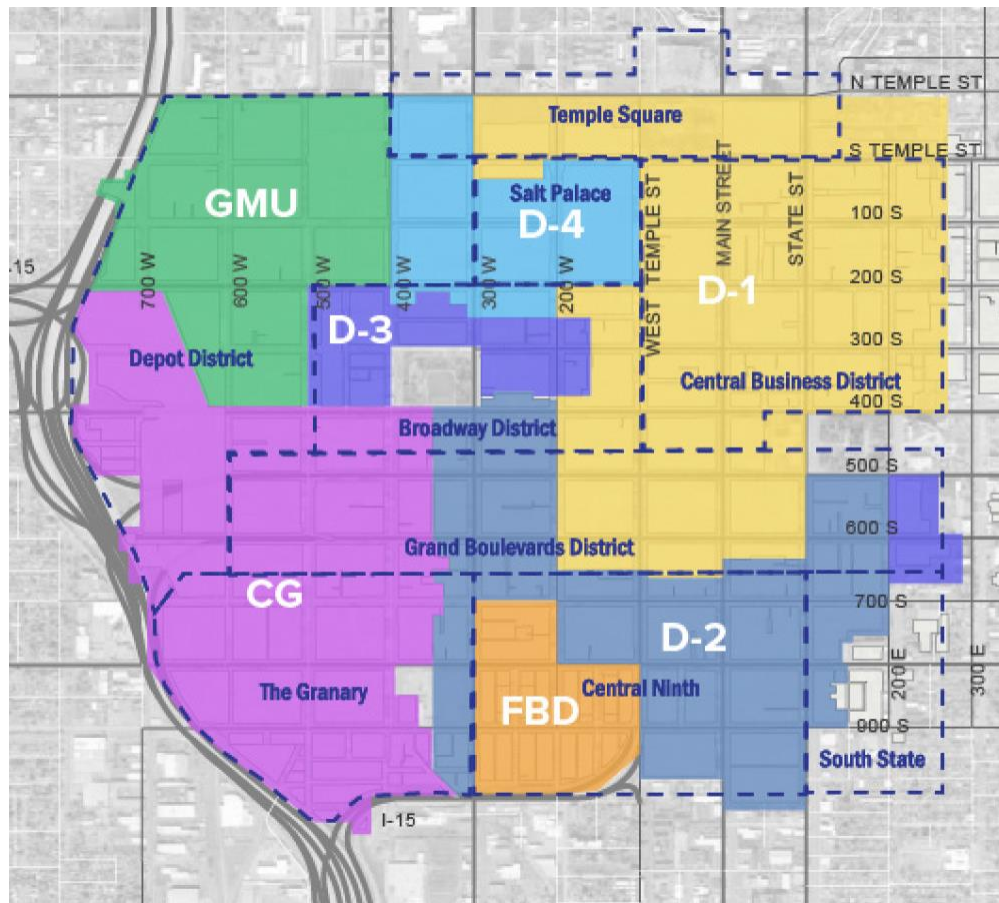 N TEMPLE ST
Temple Square
S TEMPLE ST
GMU
Salt Palace
D-4
WEST TEMPLE ST
MAIN STREET
STATE ST
100 S
-15
700 W
600 W
500 W
400 W
300 W
200 W
200 S
D-1
D-3
300 S
Depot District
Central Business District
400 S
Broadway District
500 S
600 S
Grand Boulevards District
CG
700 S
D-2
200 E
300 E
The Granary
Central Ninth
FBD
900 S
South State
I-15